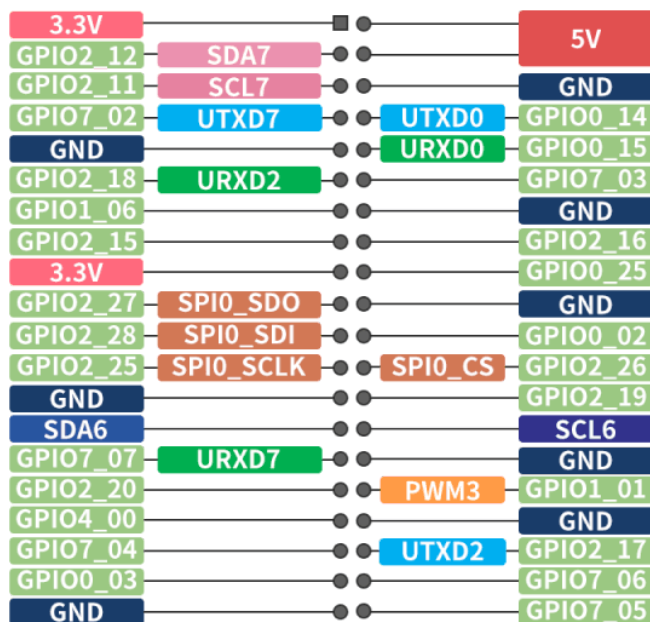 3.3V 5V
GPIO2_12 SDA7
GPIO2_11 SCL7 GND
GPIO7_02 UTXD7 UTXD0 GPIO0_14
GND URXD0 GPIO0_15
GPIO2_18 URXD2 GPIO7_03
GPIO1_06 GND
GPIO2_15 GPIO2_16
3.3V GPIO0_25
GPIO2_27 SPI0_SDO GND
GPIO2_28 SPI0_SDI GPIO0_02
GPIO2_25 SPI0_SCLK SPI0_CS GPIO2_26
GND GPIO2_19
SDA6 SCL6
GPIO7_07 URXD7 GND
GPIO2_20 PWM3 GPIO1_01
GPIO4_00 GND
GPIO7_04 UTXD2 GPIO2_17
GPIO0_03 GPIO7_06
GND GPIO7_05